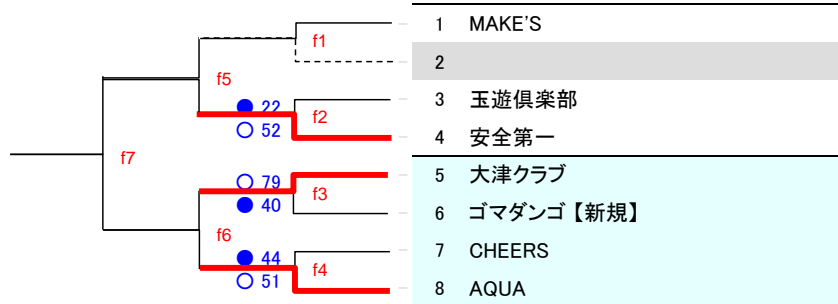 1 MAKE'S
f1
2
f5
3 玉遊倶楽部
22
f2
52
4 安全第一
f7
5 大津クラブ
79
f3
40
6 ゴマダンゴ【新規】
f6
7 CHEERS
44
f4
51
8 AQUA